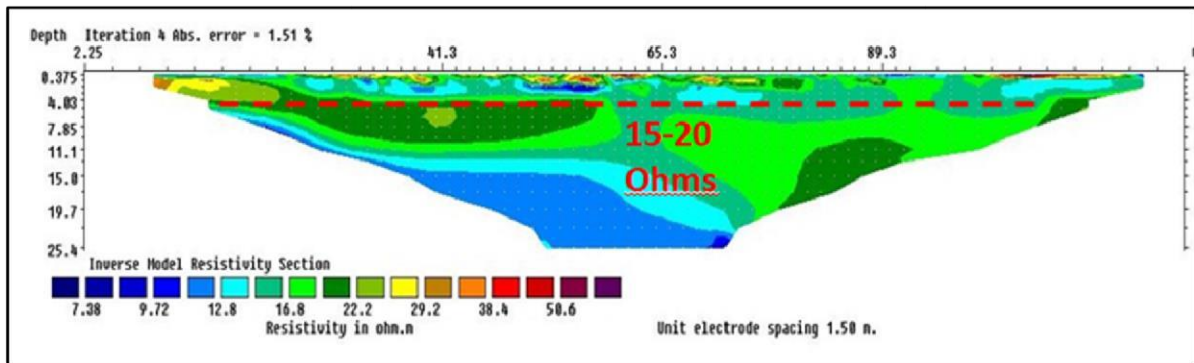 Depth Iteration 4 Abs. error = 1.51 %
2.25 41.3 65.3 89.3
0.375
4.03
7.85
11.1
15.0
19.7
25.4
15-20
Ohms
Inverse Model Resistivity Section
7.38 9.72 12.8 16.8 22.2 29.2 38.4 50.6
Resistivity in ohm.m Unit electrode spacing 1.50 m.